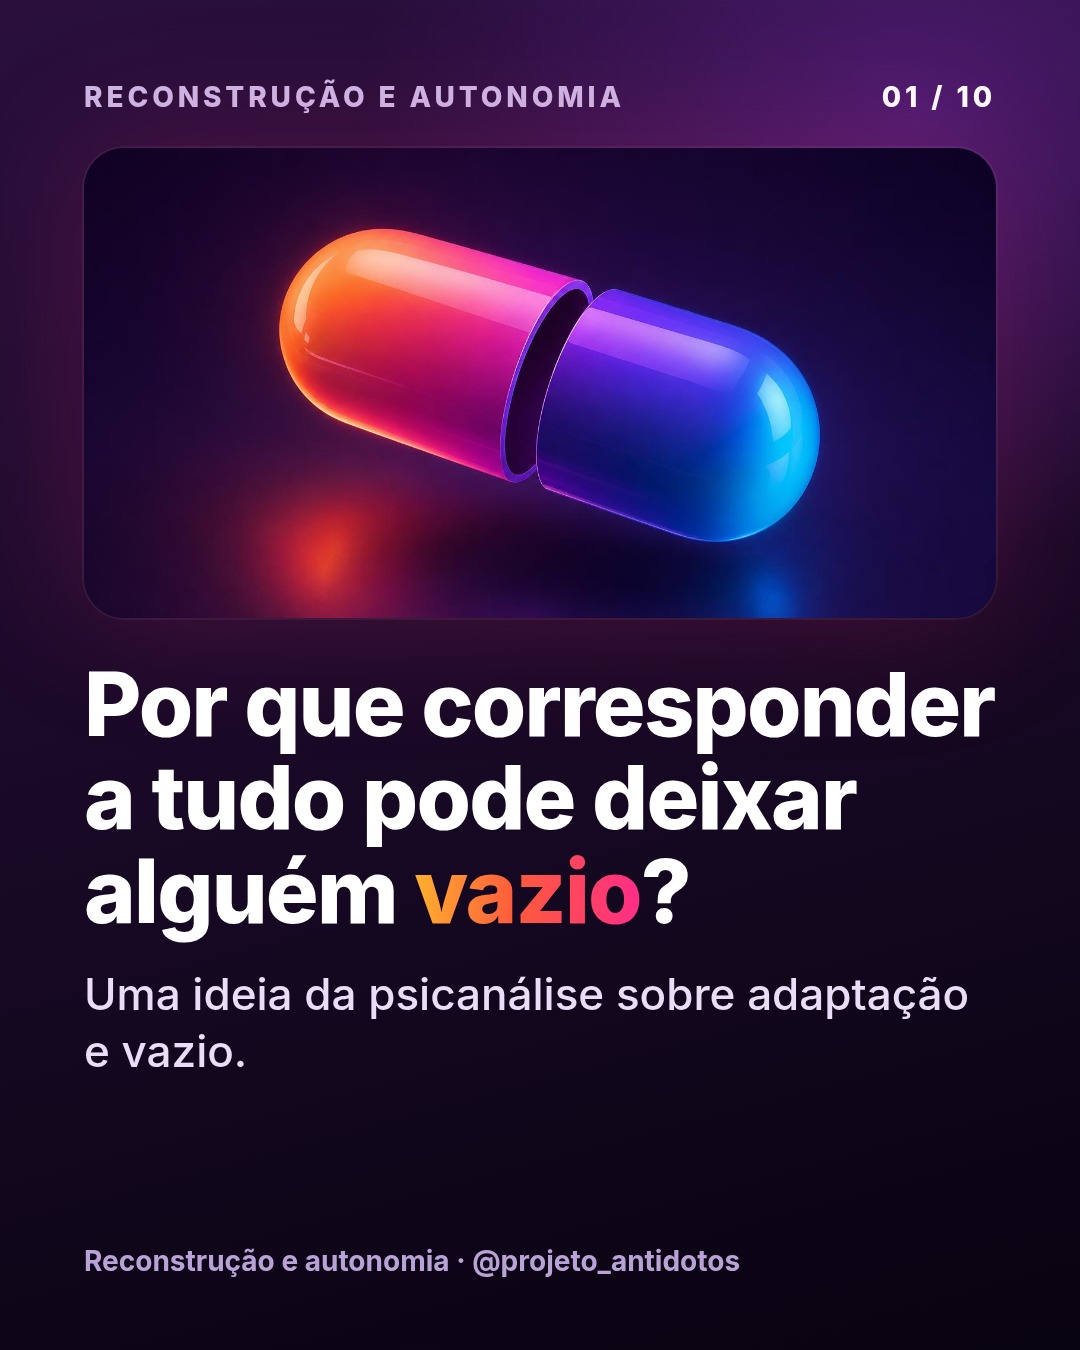 RECONSTRUÇÃO E AUTONOMIA
01 / 10
Por que corresponder
a tudo pode deixar
alguém vazio?
Uma ideia da psicanálise sobre adaptação
e vazio.
Reconstrução e autonomia · @projeto_antidotos